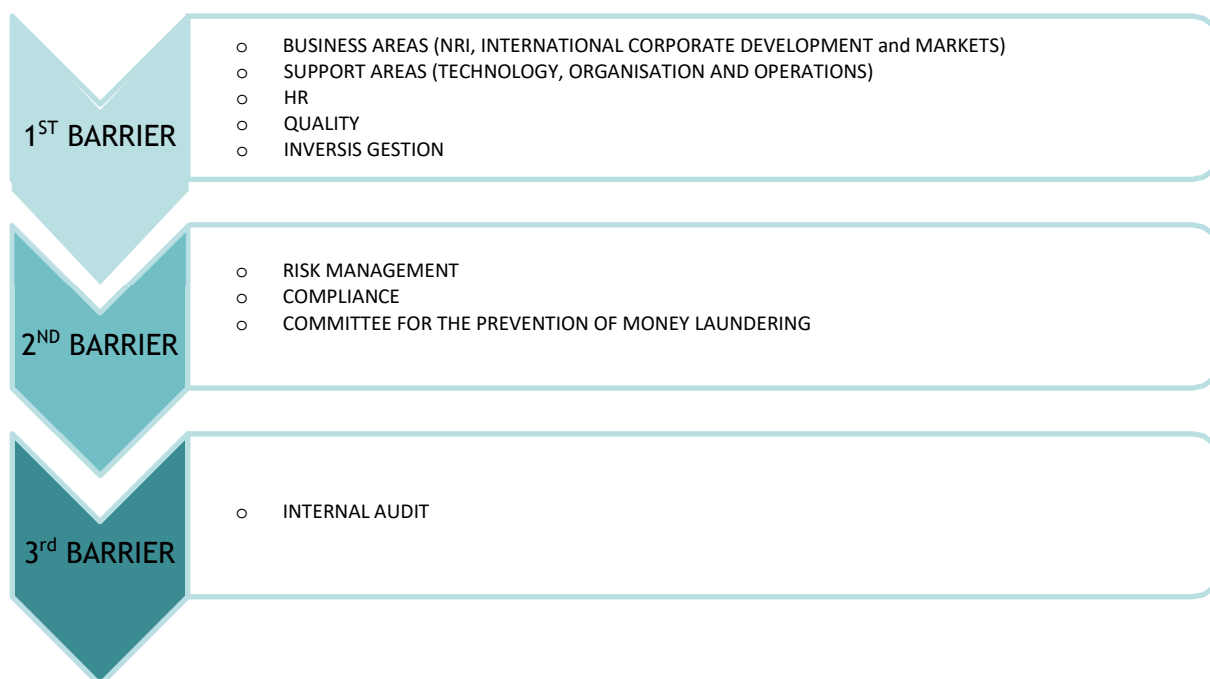 1ST BARRIER
o BUSINESS AREAS (NRI, INTERNATIONAL CORPORATE DEVELOPMENT and MARKETS)
o SUPPORT AREAS (TECHNOLOGY, ORGANISATION AND OPERATIONS)
o HR
o QUALITY
o INVERSIS GESTION
2ND BARRIER
o RISK MANAGEMENT
o COMPLIANCE
o COMMITTEE FOR THE PREVENTION OF MONEY LAUNDERING
3rd BARRIER
o INTERNAL AUDIT